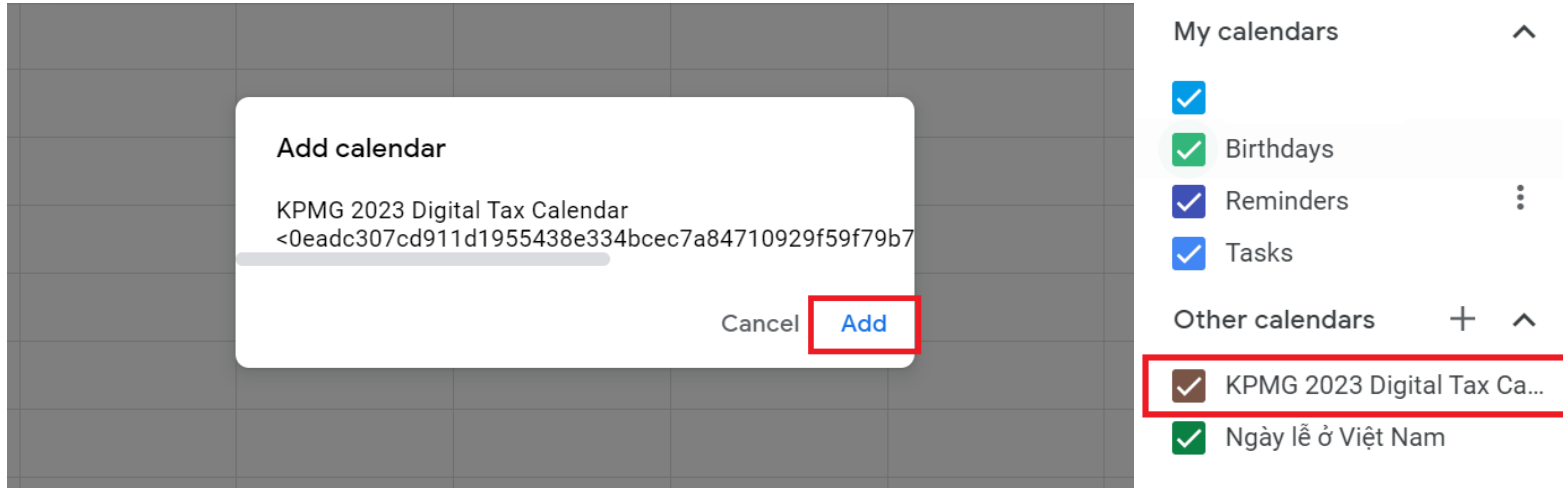 Add calendar
KPMG 2023 Digital Tax Calendar
<0eadc307cd911d1955438e334bcec7a84710929f59f79b7
Cancel
Add
My calendars
Birthdays
Reminders
Tasks
Other calendars
KPMG 2023 Digital Tax Ca...
Ngày lễ ở Việt Nam